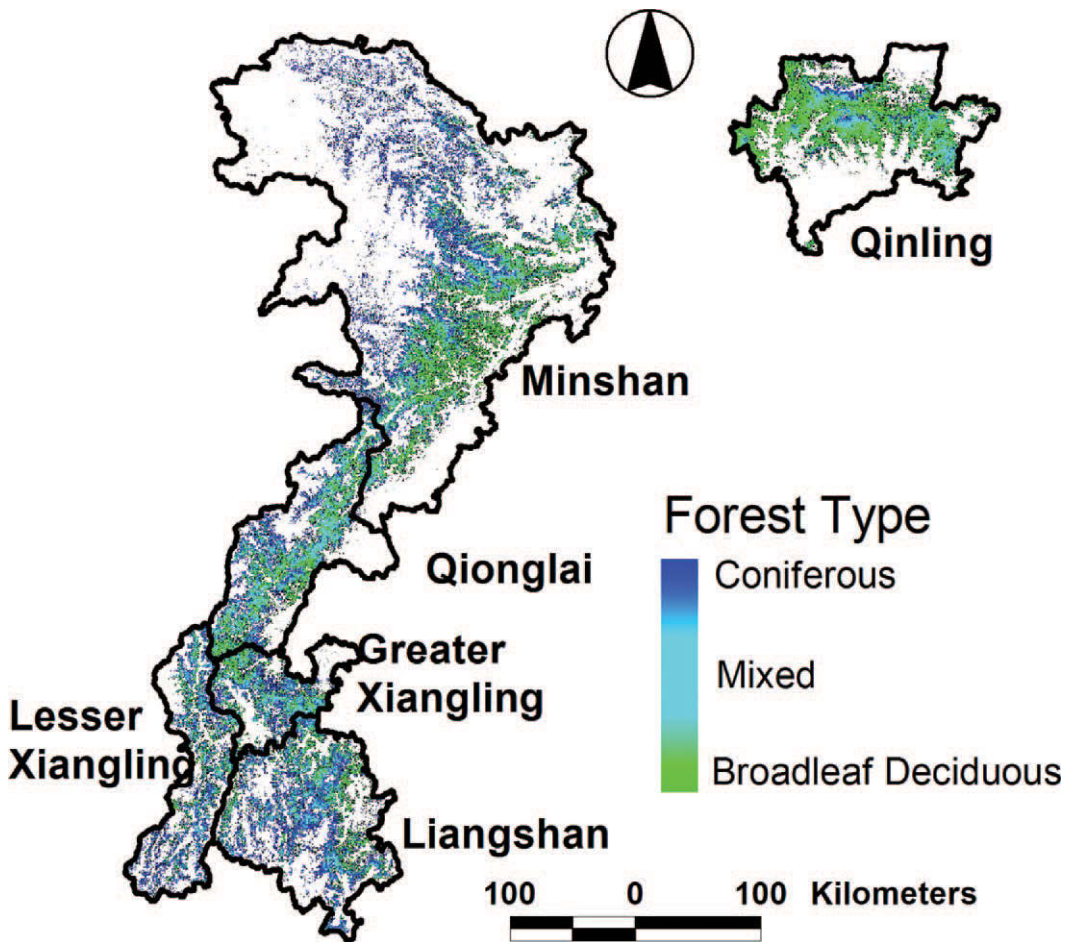 Qinling
Minshan
Forest Type
Coniferous
Mixed
Broadleaf Deciduous
Qionglai
Greater
Xiangling
Lesser
Xiangling
Liangshan
100 0 100 Kilometers